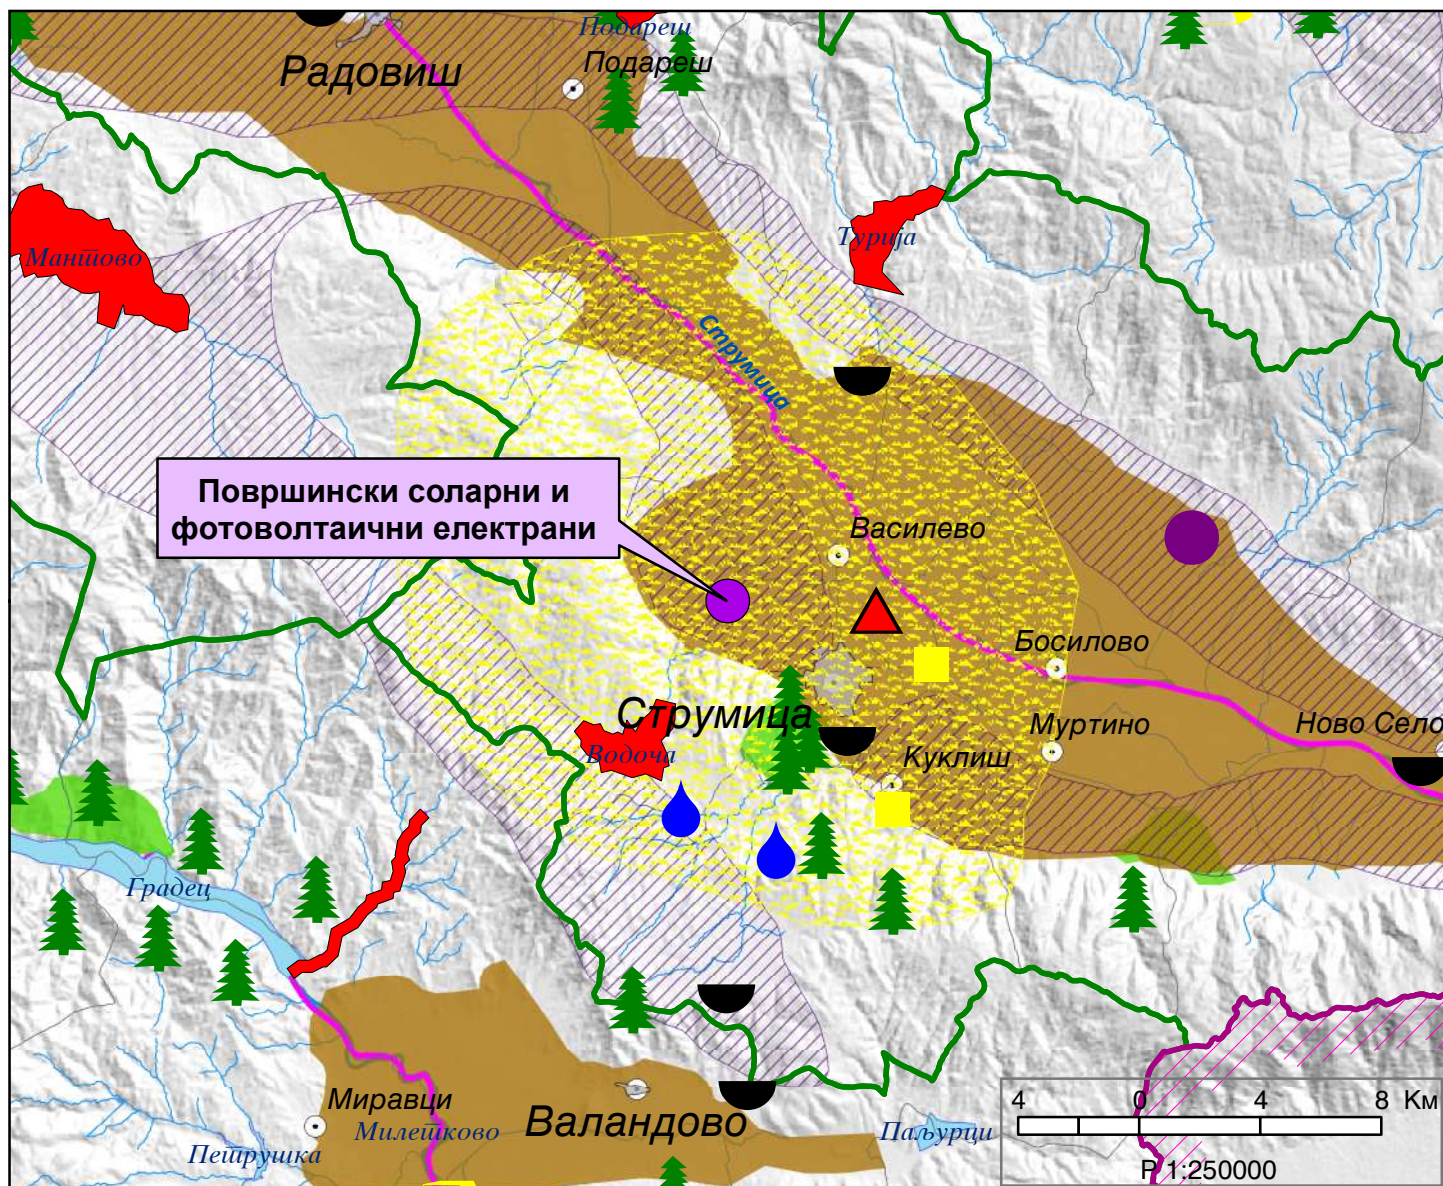 Подареш
Подареш
Радовиш
Мантово
Турија
Струмица
Површински соларни и
фотоволтаични електрани
Василево
Босилово
Струмица
Муртино
Ново Село
Водоча
Куклиш
Градец
Миравци
Милетково
Валандово
Паљурци
Петрушка
4 0 4 8 Км
Р 1:250000